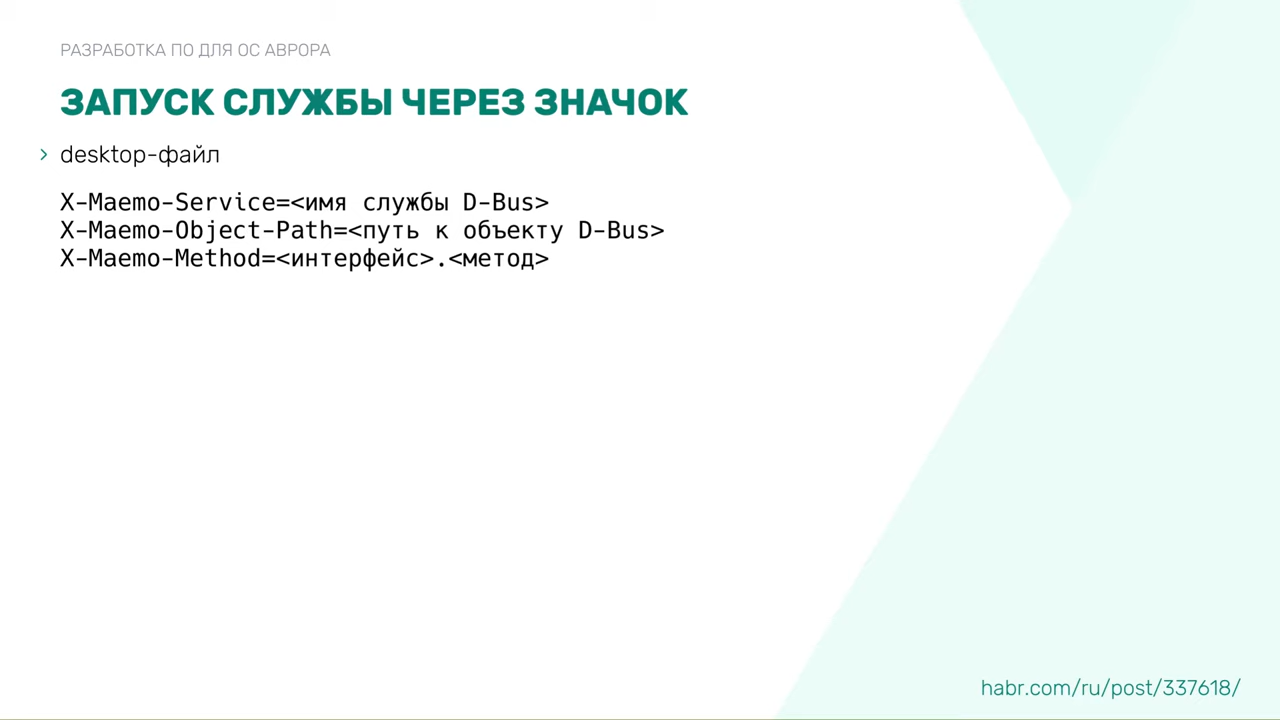 РАЗРАБОТКА ПО ДЛЯ ОС АВРОРА
ЗАПУСК СЛУЖБЫ ЧЕРЕЗ ЗНАЧОК
› desktop-файл
X-Maemo-Service=<имя службы D-Bus>
X-Maemo-Object-Path=<путь к объекту D-Bus>
X-Maemo-Method=<интерфейс>.<метод>
habr.com/ru/post/337618/